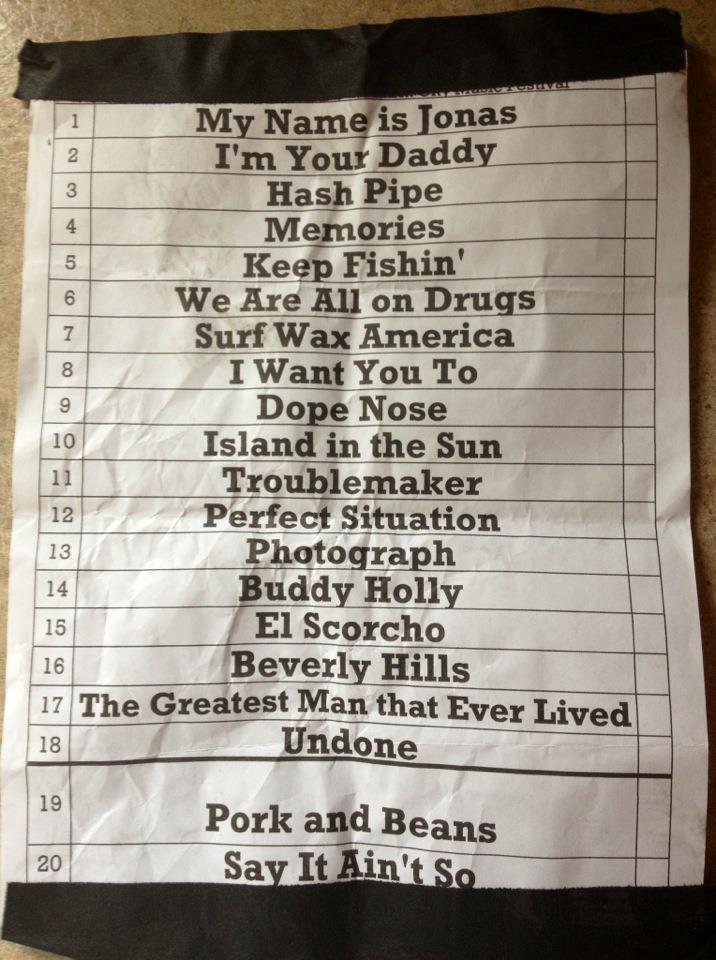 City Music Festival
1 My Name is Jonas
2 I'm Your Daddy
3 Hash Pipe
4 Memories
5 Keep Fishin'
6 We Are All on Drugs
7 Surf Wax America
8 I Want You To
9 Dope Nose
10 Island in the Sun
11 Troublemaker
12 Perfect Situation
13 Photograph
14 Buddy Holly
15 El Scorcho
16 Beverly Hills
17 The Greatest Man that Ever Lived
18 Undone
19 Pork and Beans
20 Say It Ain't So